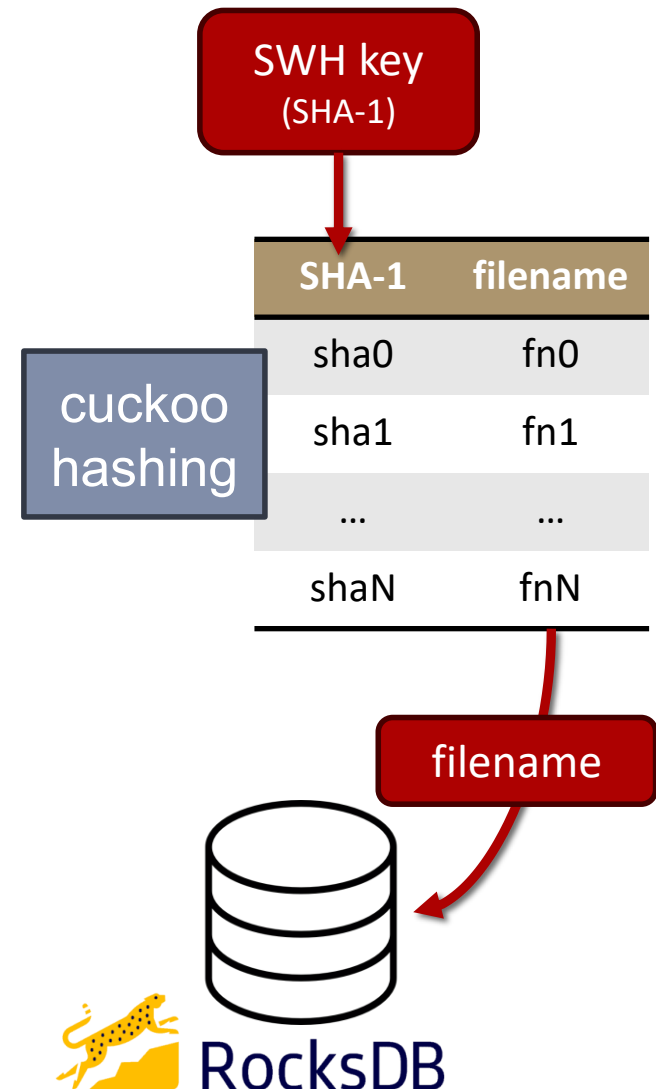 SWH key
(SHA-1)
SHA-1 filename
sha0 fn0
cuckoo
hashing
sha1 fn1
... ...
shaN fnN
filename
RocksDB